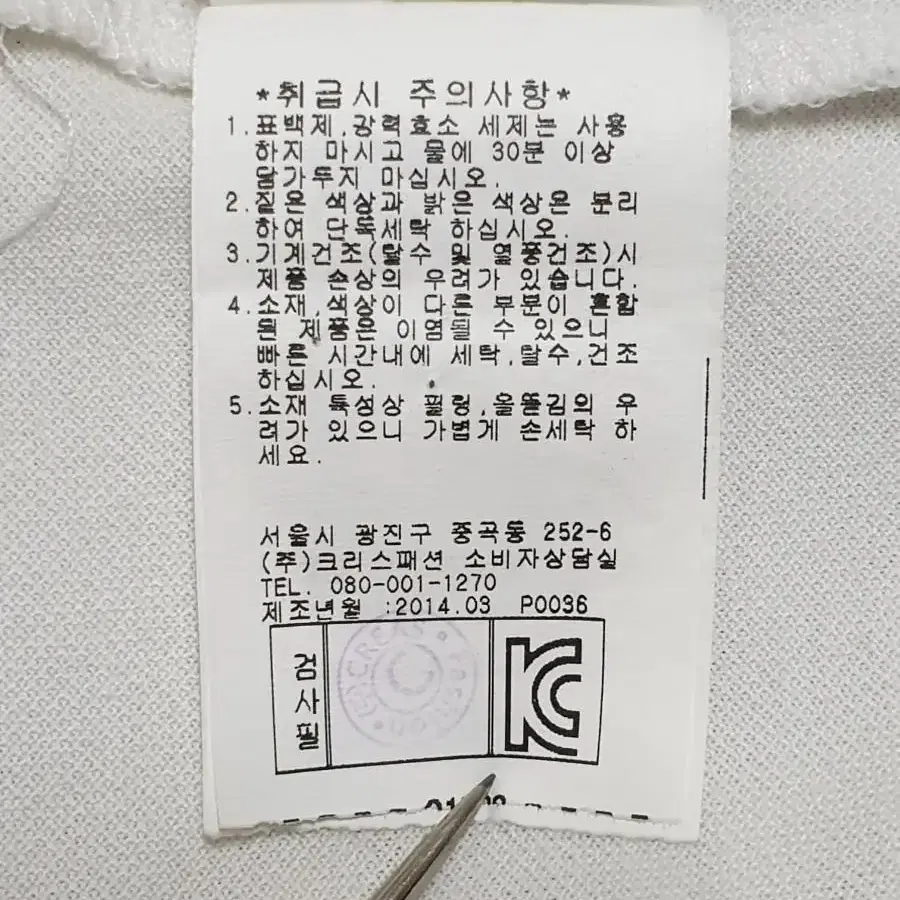 *취급시 주의사항*
1.표백제,강력효소 세제는 사용
하지 마시고 물에 30분 이상
담가두지 마십시오.
2.짙은 색상과 밝은 색상은 분리
하여 단독세탁 하십시오.
3.기계건조(탈수 및 열풍건조)시
제품 손상의 우려가 있습니다.
4.소재,색상이 다른 부분이 혼합
된 제품은 이염될 수 있으니
빠른 시간내에 세탁,탈수,건조
하십시오.
5.소재 특성상 필링,올뜯김의 우
려가 있으니 가볍게 손세탁 하
세요.
서울시 광진구 중곡동 252-6
(주)크리스패션 소비자상담실
TEL. 080-001-1270
제조년월 :2014.03 P0036
검사필
CREAS Fashion
KC